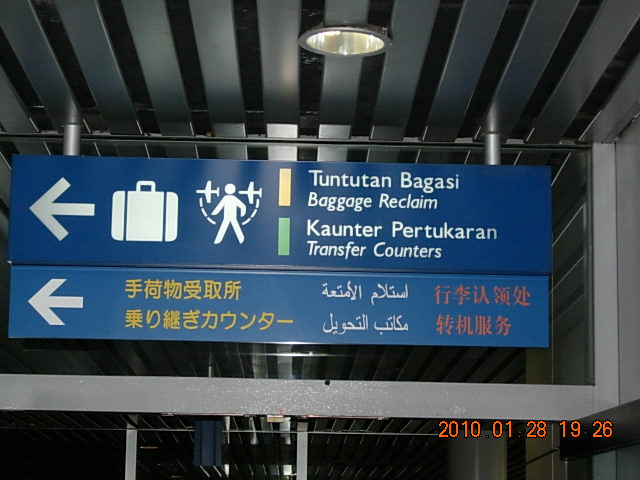 Tuntutan Bagasi
Baggage Reclaim
Kaunter Pertukaran
Transfer Counters
手荷物受取所
乗り継ぎカウンター
استلام الأمتعة
مكاتب التحويل
行李认领处
转机服务
2010.01.28 19:26